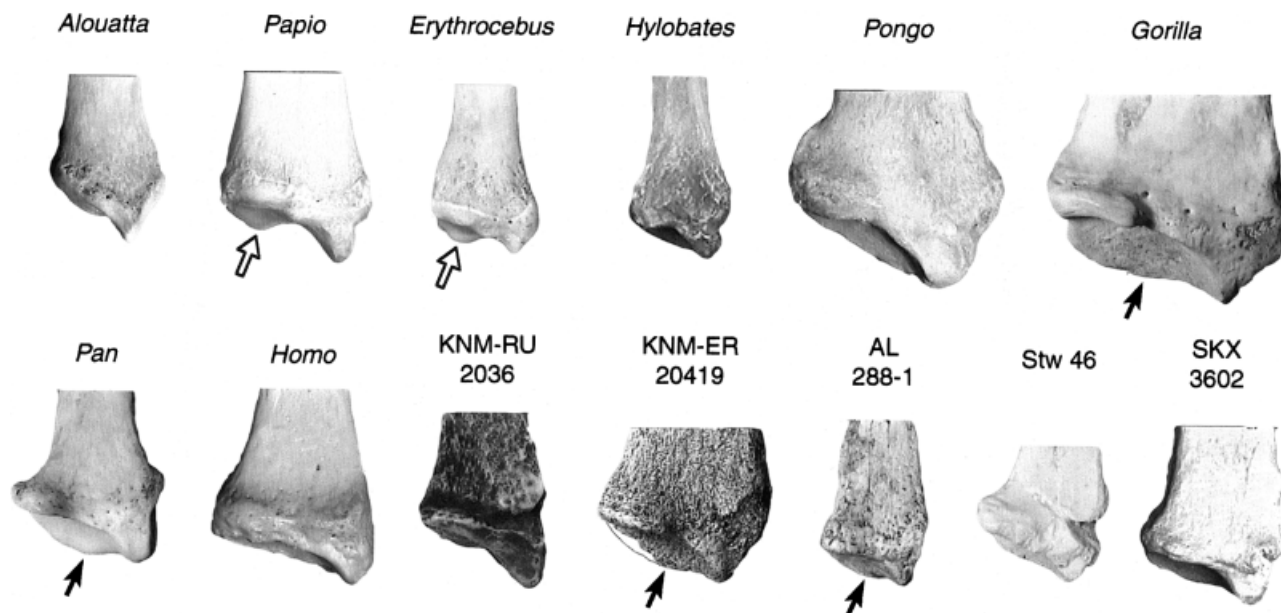 Alouatta
Papio
Erythrocebus
Hylobates
Pongo
Gorilla
Pan
Homo
KNM-RU
2036
KNM-ER
20419
AL
288-1
Stw 46
SKX
3602